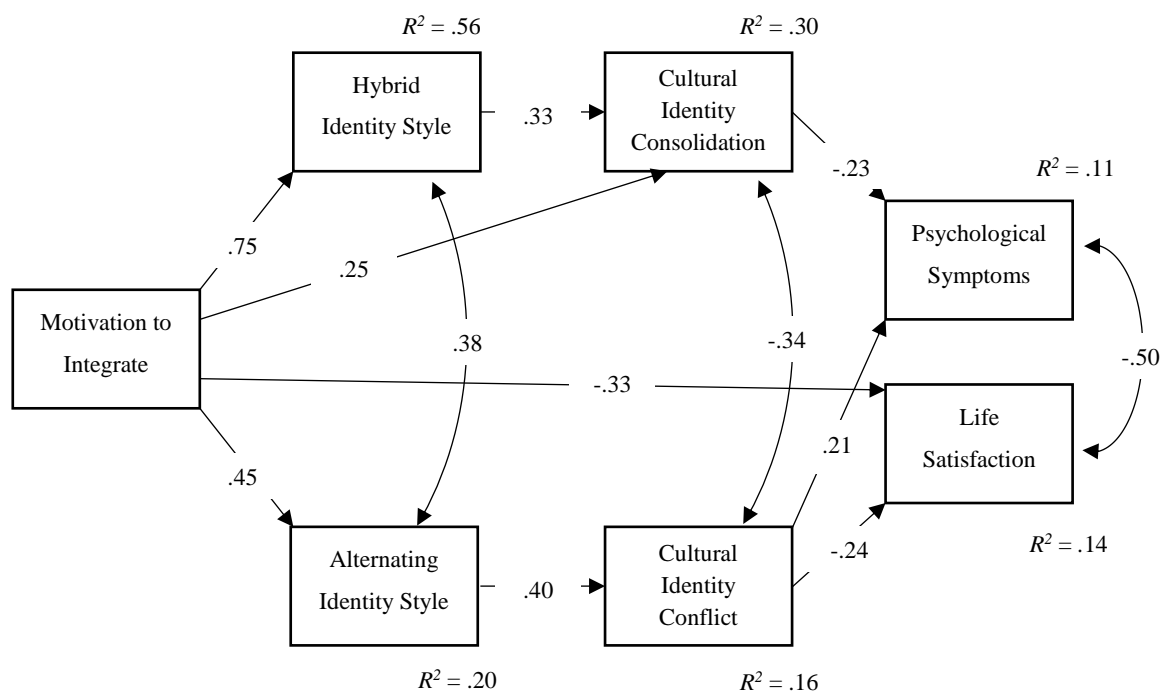 R² = .56
R² = .30
Hybrid
Identity Style
.33
Cultural
Identity
Consolidation
-.23
R² = .11
.75
.25
Psychological
Symptoms
Motivation to
Integrate
.38
-.34
-.50
-.33
Life
Satisfaction
.21
.45
R² = .14
Alternating
Identity Style
.40
Cultural
Identity
Conflict
-.24
R² = .20
R² = .16